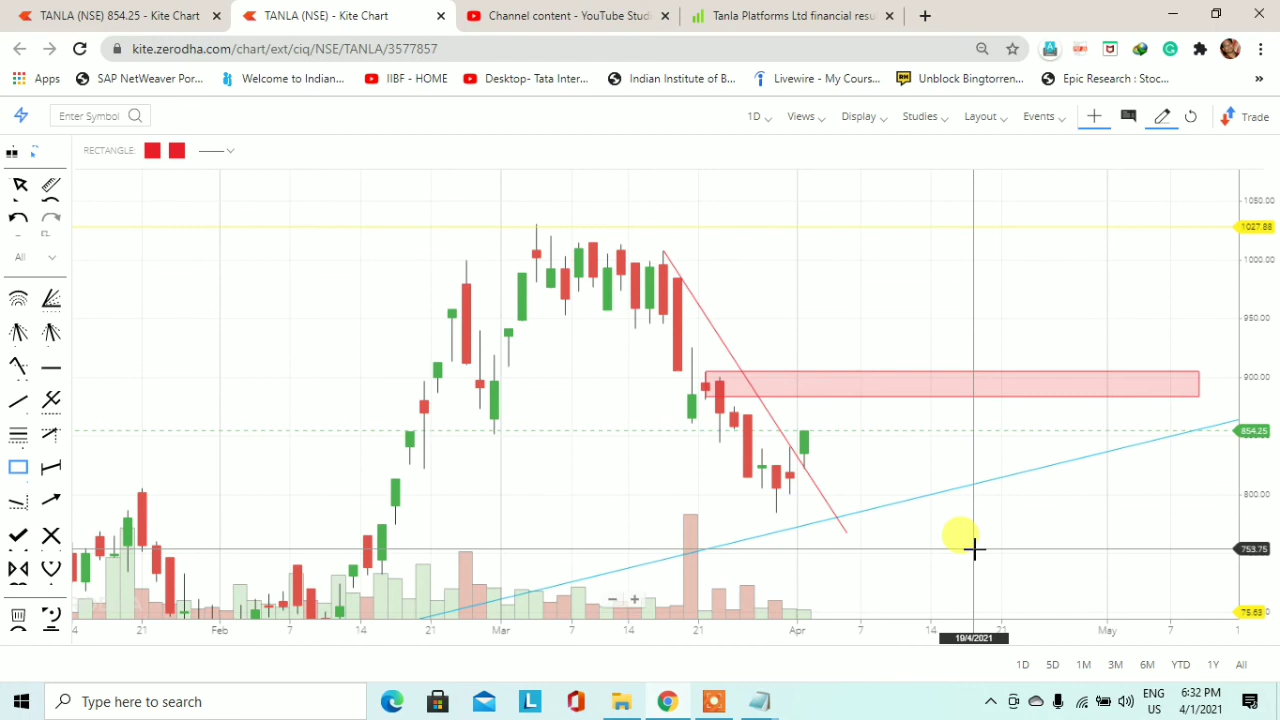 TANLA (NSE) 854.25 - Kite Chart
TANLA (NSE) - Kite Chart
Channel content - YouTube Studi
Tanla Platforms Ltd financial resu
kite.zerodha.com/chart/ext/ciq/NSE/TANLA/3577857
Apps
SAP NetWeaver Por...
Welcome to Indian...
IIBF - HOME
Desktop- Tata Inter...
Indian Institute of B...
Livewire - My Cours...
Unblock Bingtorren...
Epic Research : Stoc...
»
Enter Symbol
1D
Views
Display
Studies
Layout
Events
Trade
RECTANGLE:
All
1050.00
1027.88
1000.00
950.00
900.00
854.25
800.00
753.75
75.63
4
21
Feb
7
14
21
Mar
7
14
21
Apr
7
14
19/4/2021
21
May
7
1
1D
5D
1M
3M
6M
YTD
1Y
All
Type here to search
ENG
US
6:32 PM
4/1/2021